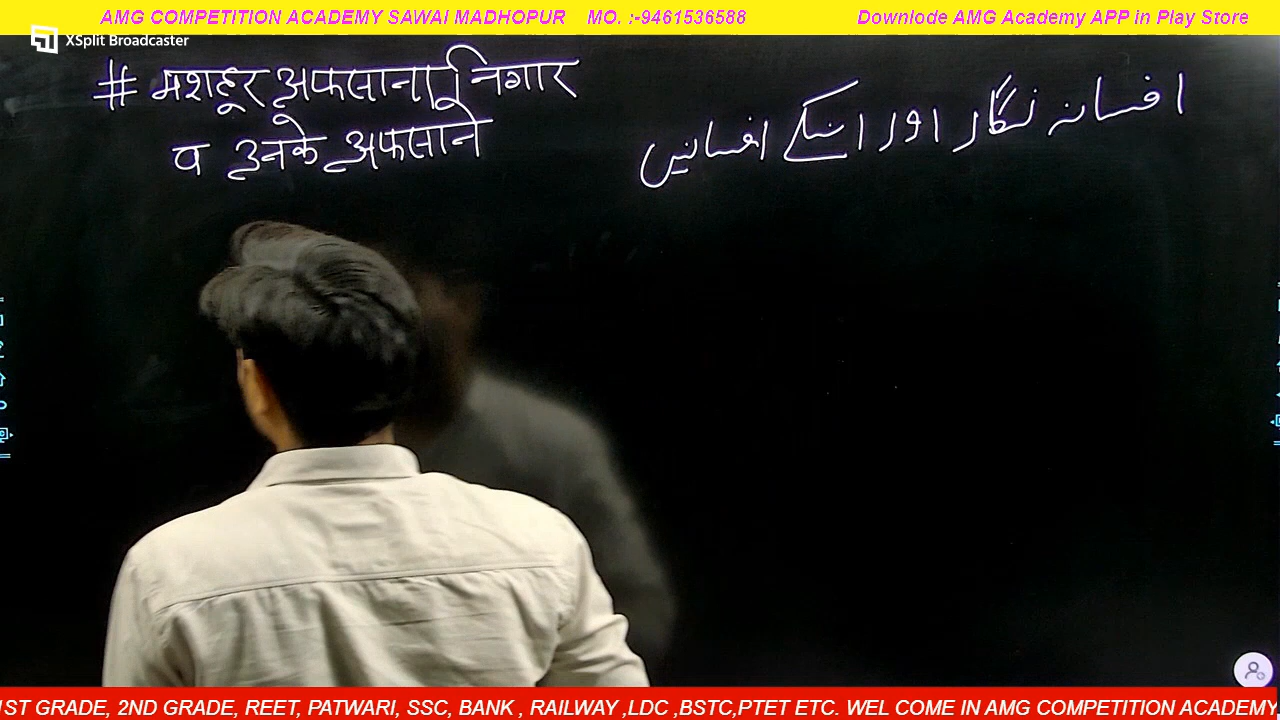 AMG COMPETITION ACADEMY SAWAI MADHOPUR MO. :-9461536588 Downlode AMG Academy APP in Play Store
XSplit Broadcaster
# मशहूर अफसाना निगार
व उनके अफसाने
افسانہ نگار اور انکے افسانیں
1ST GRADE, 2ND GRADE, REET, PATWARI, SSC, BANK , RAILWAY ,LDC ,BSTC,PTET ETC. WEL COME IN AMG COMPETITION ACADEMY,